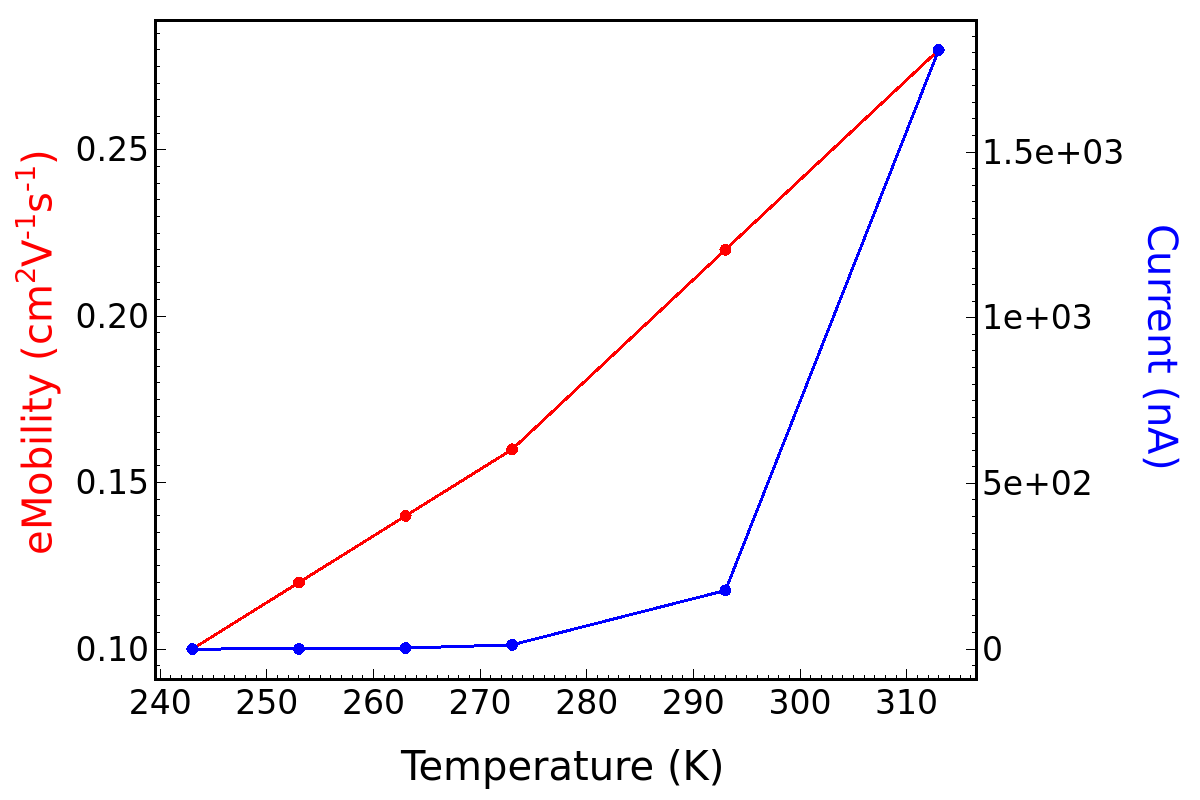 eMobility (cm²V⁻¹s⁻¹)
0.25
0.20
0.15
0.10
1.5e+03
1e+03
5e+02
0
Current (nA)
240 250 260 270 280 290 300 310
Temperature (K)